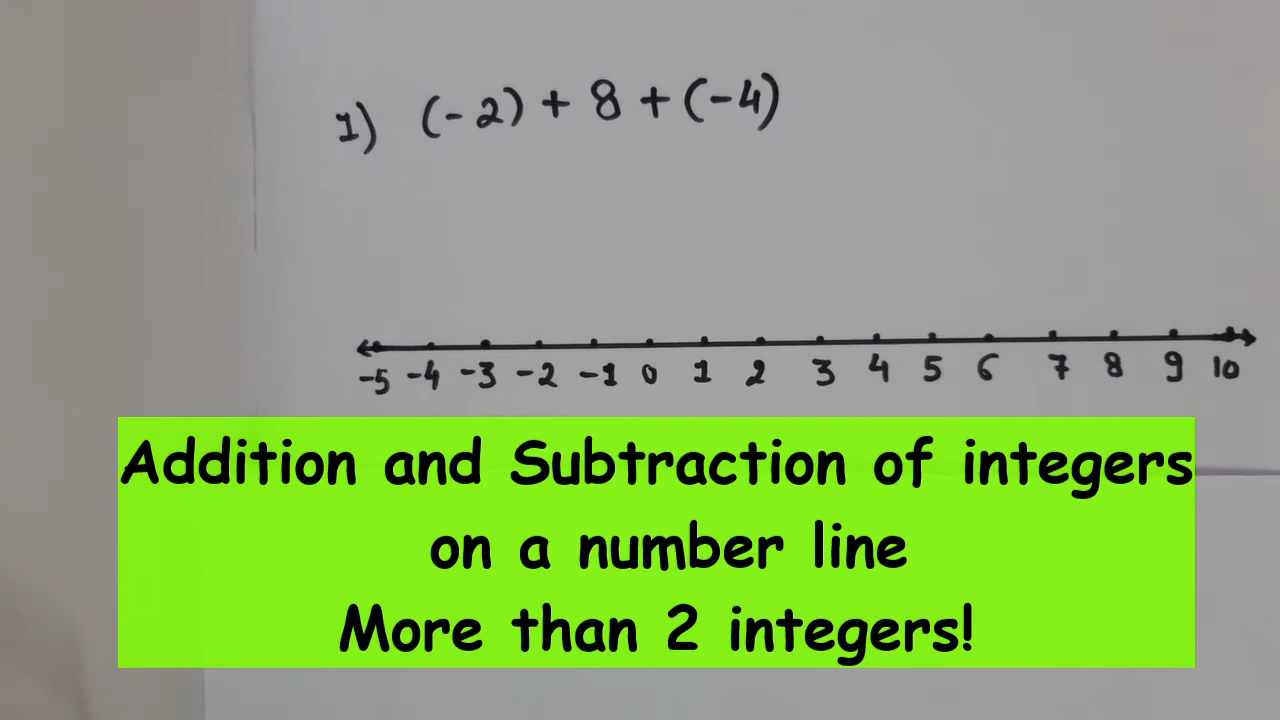 1) (-2) + 8 + (-4)
-5 -4 -3 -2 -1 0 1 2 3 4 5 6 7 8 9 10
Addition and Subtraction of integers
on a number line
More than 2 integers!